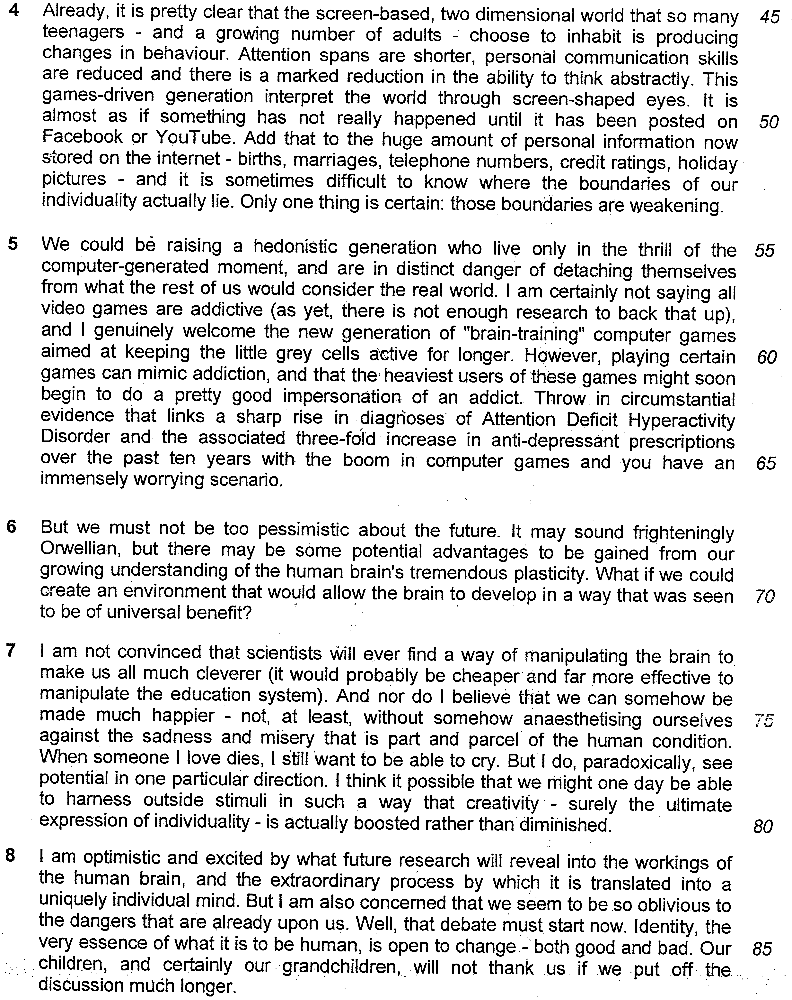 4 Already, it is pretty clear that the screen-based, two dimensional world that so many 45
teenagers - and a growing number of adults - choose to inhabit is producing
changes in behaviour. Attention spans are shorter, personal communication skills
are reduced and there is a marked reduction in the ability to think abstractly. This
games-driven generation interpret the world through screen-shaped eyes. It is
almost as if something has not really happened until it has been posted on 50
Facebook or YouTube. Add that to the huge amount of personal information now
stored on the internet - births, marriages, telephone numbers, credit ratings, holiday
pictures - and it is sometimes difficult to know where the boundaries of our
individuality actually lie. Only one thing is certain: those boundaries are weakening.
5 We could be raising a hedonistic generation who live only in the thrill of the 55
computer-generated moment, and are in distinct danger of detaching themselves
from what the rest of us would consider the real world. I am certainly not saying all
video games are addictive (as yet, there is not enough research to back that up),
and I genuinely welcome the new generation of "brain-training" computer games
aimed at keeping the little grey cells active for longer. However, playing certain 60
games can mimic addiction, and that the heaviest users of these games might soon
begin to do a pretty good impersonation of an addict. Throw in circumstantial
evidence that links a sharp rise in diagnoses of Attention Deficit Hyperactivity
Disorder and the associated three-fold increase in anti-depressant prescriptions
over the past ten years with the boom in computer games and you have an 65
immensely worrying scenario.
6 But we must not be too pessimistic about the future. It may sound frighteningly
Orwellian, but there may be some potential advantages to be gained from our
growing understanding of the human brain's tremendous plasticity. What if we could
create an environment that would allow the brain to develop in a way that was seen 70
to be of universal benefit?
7 I am not convinced that scientists will ever find a way of manipulating the brain to
make us all much cleverer (it would probably be cheaper and far more effective to
manipulate the education system). And nor do I believe that we can somehow be
made much happier - not, at least, without somehow anaesthetising ourselves 75
against the sadness and misery that is part and parcel of the human condition.
When someone I love dies, I still want to be able to cry. But I do, paradoxically, see
potential in one particular direction. I think it possible that we might one day be able
to harness outside stimuli in such a way that creativity - surely the ultimate
expression of individuality - is actually boosted rather than diminished. 80
8 I am optimistic and excited by what future research will reveal into the workings of
the human brain, and the extraordinary process by which it is translated into a
uniquely individual mind. But I am also concerned that we seem to be so oblivious to
the dangers that are already upon us. Well, that debate must start now. Identity, the
very essence of what it is to be human, is open to change - both good and bad. Our 85
children, and certainly our grandchildren, will not thank us if we put off the
discussion much longer.